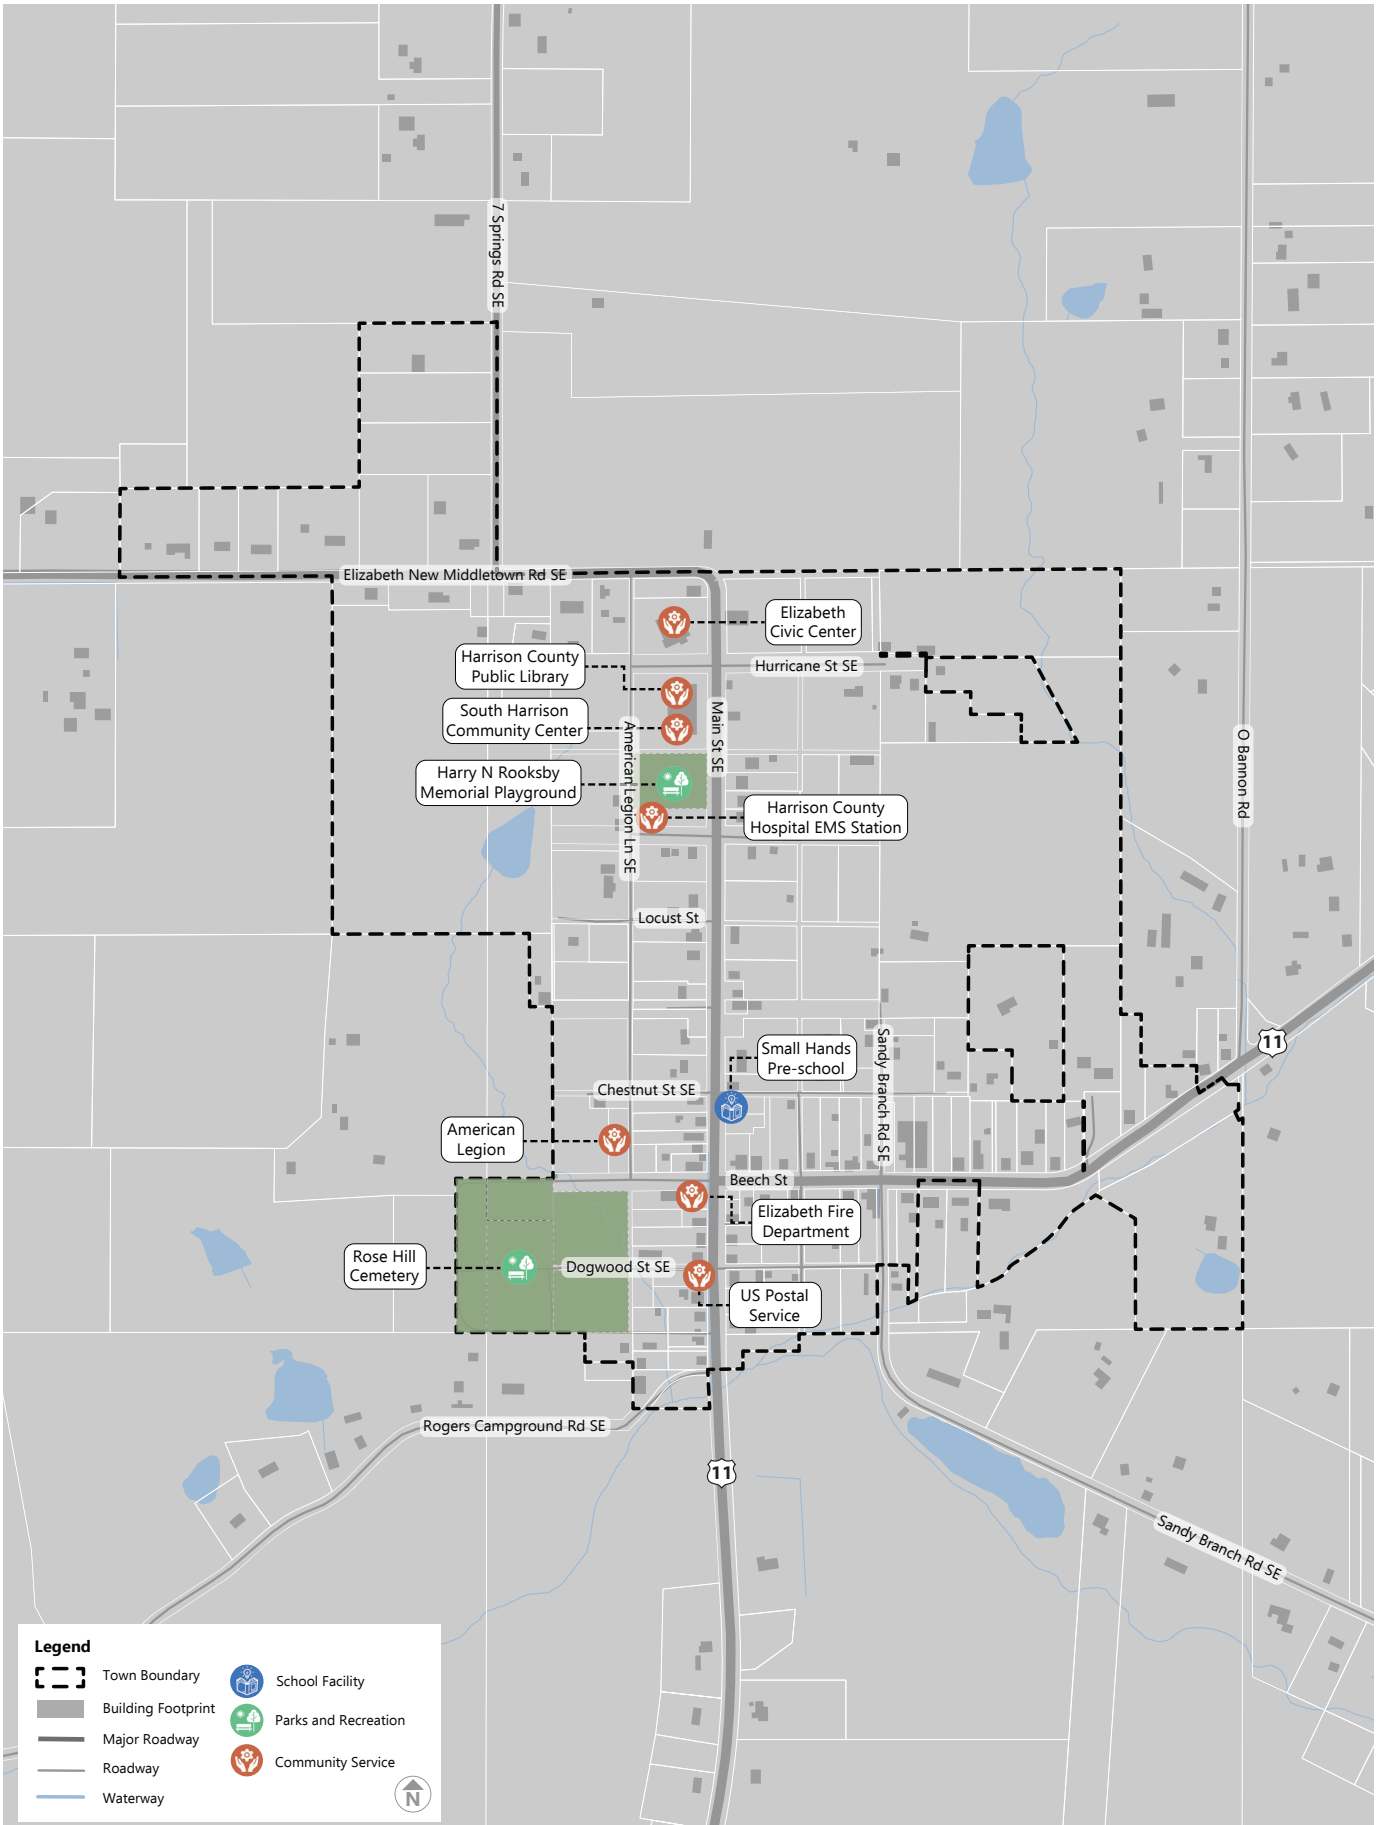 7 Springs Rd SE
Elizabeth New Middletown Rd SE
Elizabeth
Civic Center
Harrison County
Public Library
Hurricane St SE
South Harrison
Community Center
American Legion Ln SE
Main St SE
O Bannon Rd
Harry N Rooksby
Memorial Playground
Harrison County
Hospital EMS Station
Locust St
Small Hands
Pre-school
Sandy Branch Rd SE
11
Chestnut St SE
American
Legion
Beech St
Elizabeth Fire
Department
Rose Hill
Cemetery
Dogwood St SE
US Postal
Service
Rogers Campground Rd SE
11
Sandy Branch Rd SE
Legend
Town Boundary
Building Footprint
Major Roadway
Roadway
Waterway
School Facility
Parks and Recreation
Community Service
N